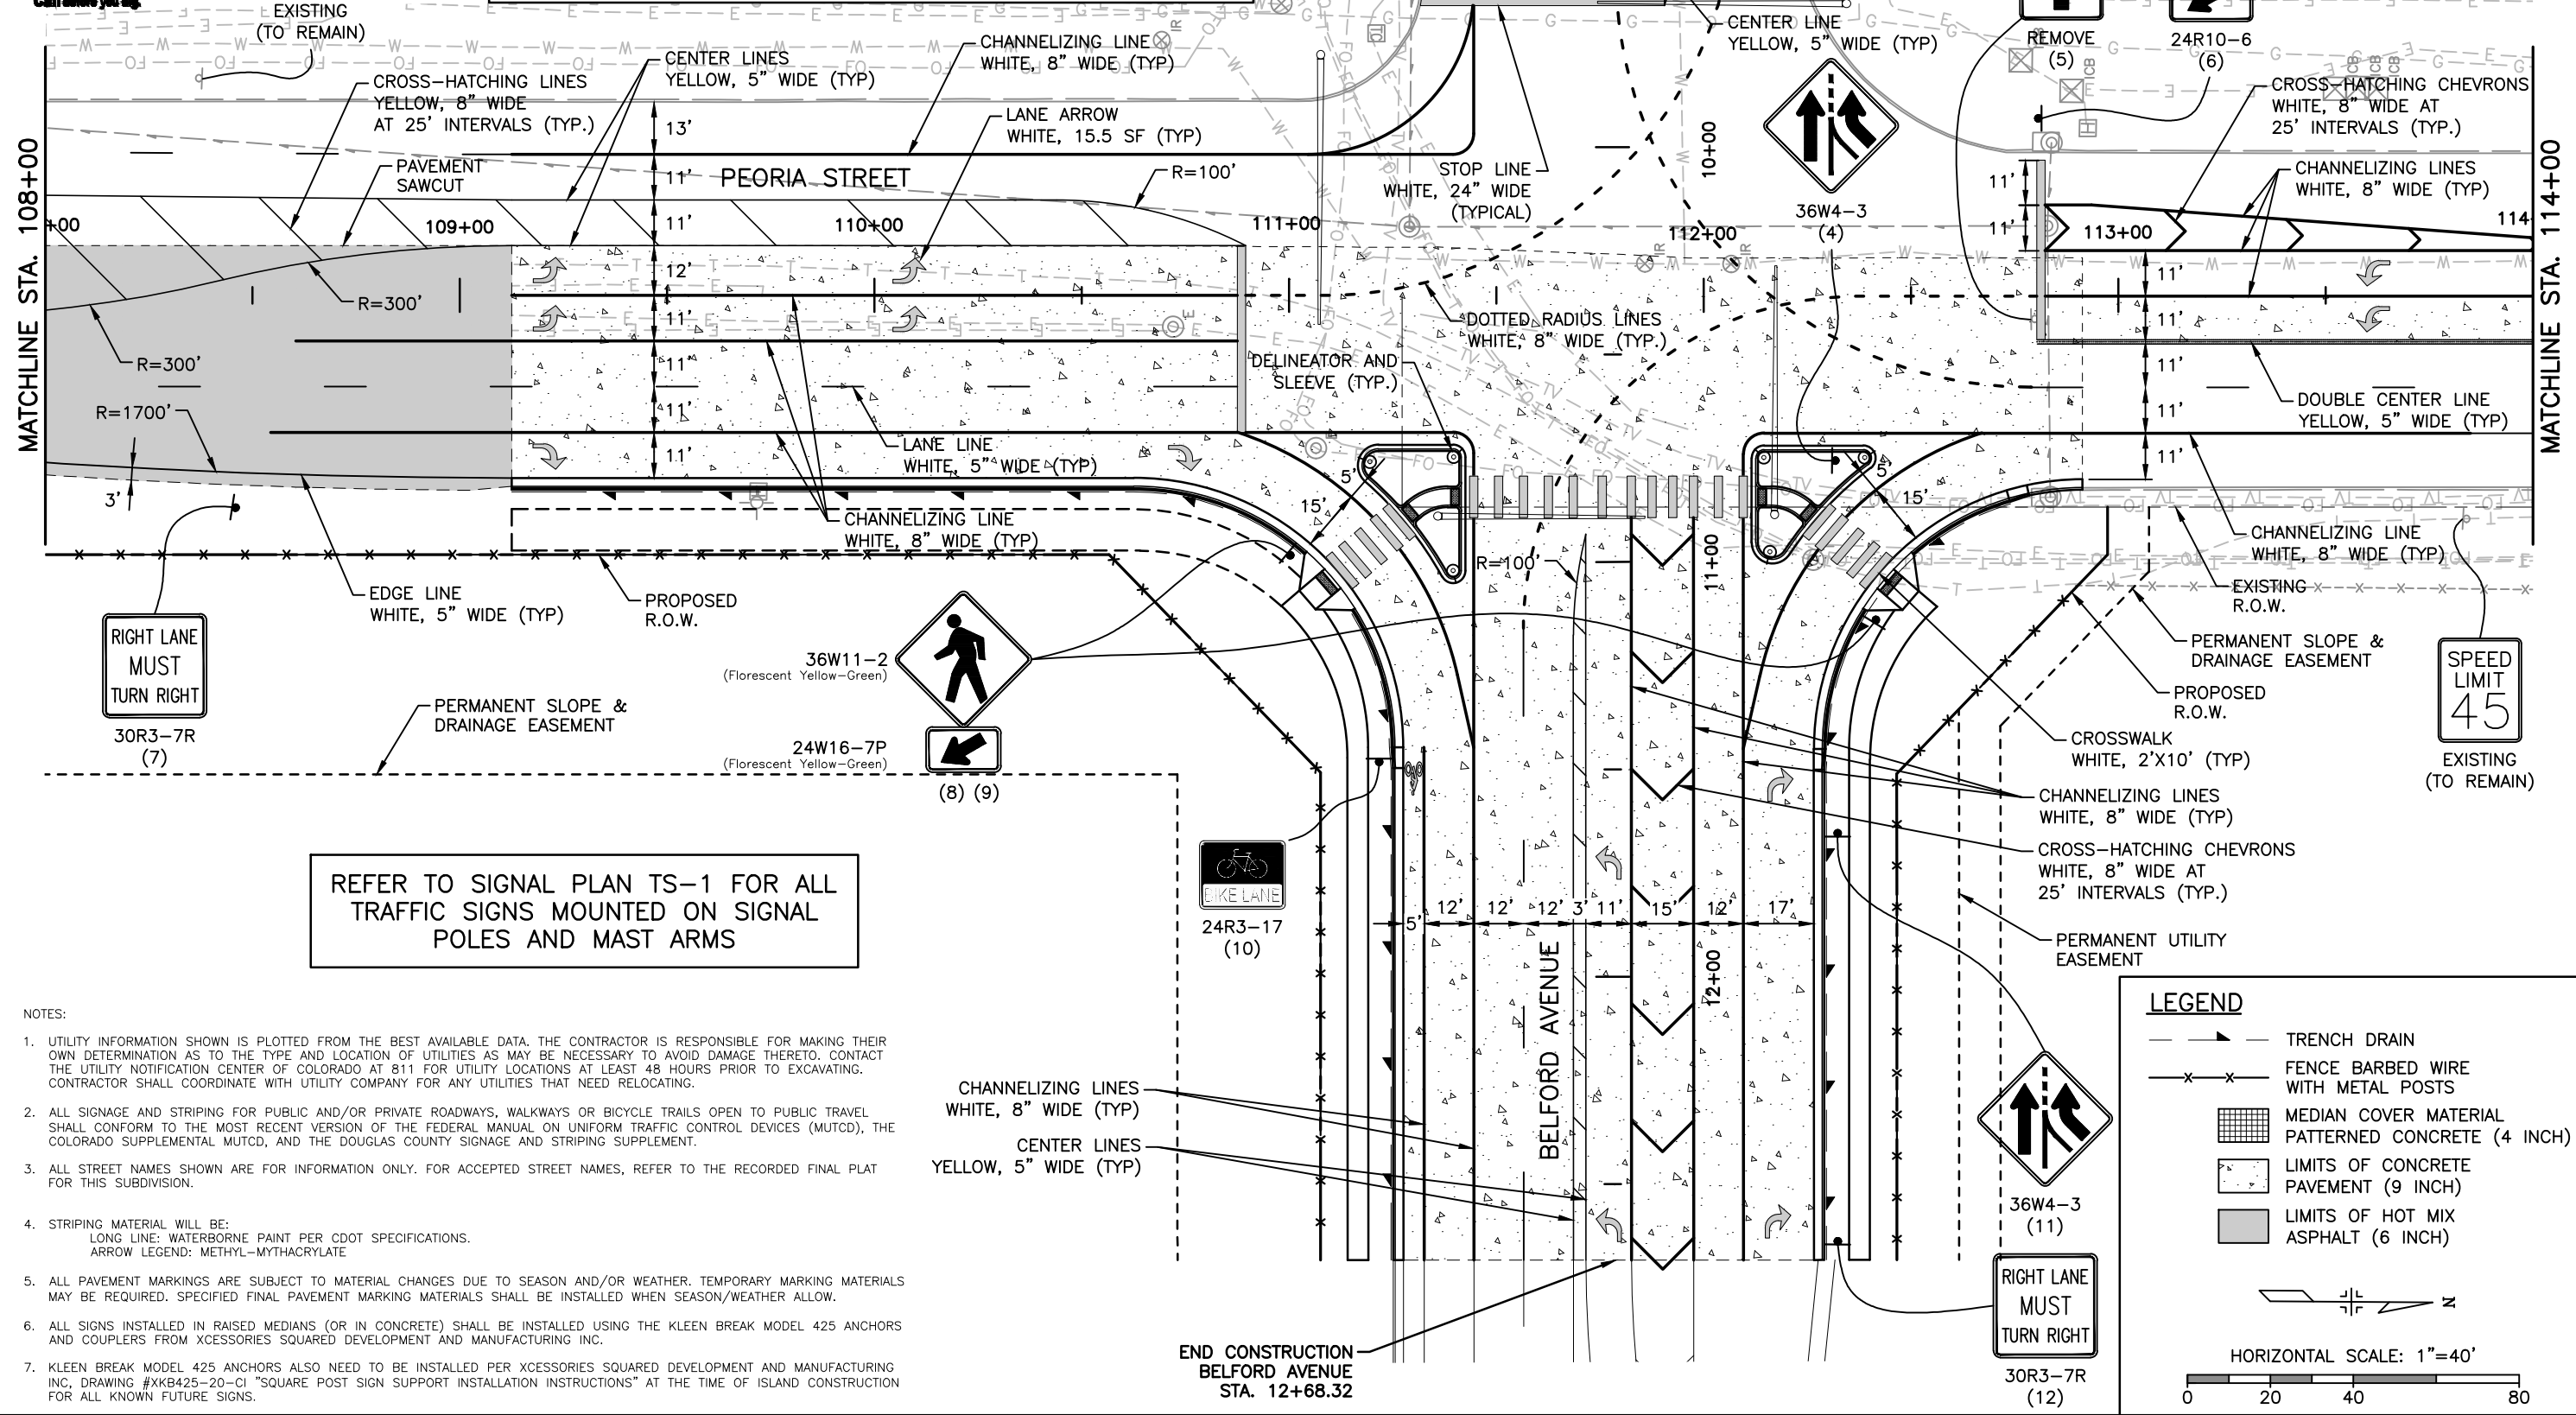 Call before you dig.
EXISTING
(TO REMAIN)
CROSS-HATCHING LINES
YELLOW, 8" WIDE
AT 25' INTERVALS (TYP.)
PAVEMENT
SAWCUT
CENTER LINES
YELLOW, 5" WIDE (TYP)
CHANNELIZING LINE
WHITE, 8" WIDE (TYP)
LANE ARROW
WHITE, 15.5 SF (TYP)
CENTER LINE
YELLOW, 5" WIDE (TYP)
REMOVE
(5)
24R10-6
(6)
CROSS-HATCHING CHEVRONS
WHITE, 8" WIDE AT
25' INTERVALS (TYP.)
CHANNELIZING LINES
WHITE, 8" WIDE (TYP)
13'
11'
PEORIA STREET
R=100'
STOP LINE
WHITE, 24" WIDE
(TYPICAL)
10+00
36W4-3
(4)
11'
11'
MATCHLINE STA. 108+00
+00
109+00
11'
110+00
111+00
112+00
113+00
114+
MATCHLINE STA. 114+00
12'
11'
11'
11'
11'
R=300'
R=300'
R=1700'
3'
DOTTED RADIUS LINES
WHITE, 8" WIDE (TYP.)
DELINEATOR AND
SLEEVE (TYP.)
11'
11'
11'
11'
11'
DOUBLE CENTER LINE
YELLOW, 5" WIDE (TYP)
LANE LINE
WHITE, 5" WIDE (TYP)
5'
15'
5'
15'
CHANNELIZING LINE
WHITE, 8" WIDE (TYP)
CHANNELIZING LINE
WHITE, 8" WIDE (TYP)
R=100'
11+00
EDGE LINE
WHITE, 5" WIDE (TYP)
PROPOSED
R.O.W.
EXISTING
R.O.W.
RIGHT LANE
MUST
TURN RIGHT
30R3-7R
(7)
PERMANENT SLOPE &
DRAINAGE EASEMENT
36W11-2
(Florescent Yellow-Green)
24W16-7P
(Florescent Yellow-Green)
(8) (9)
PERMANENT SLOPE &
DRAINAGE EASEMENT
PROPOSED
R.O.W.
SPEED
LIMIT
45
EXISTING
(TO REMAIN)
CROSSWALK
WHITE, 2'X10' (TYP)
CHANNELIZING LINES
WHITE, 8" WIDE (TYP)
CROSS-HATCHING CHEVRONS
WHITE, 8" WIDE AT
25' INTERVALS (TYP.)
BIKE LANE
24R3-17
(10)
5'
12'
12'
12'
3'
11'
15'
12'
17'
BELFORD AVENUE
12+00
PERMANENT UTILITY
EASEMENT
REFER TO SIGNAL PLAN TS-1 FOR ALL
TRAFFIC SIGNS MOUNTED ON SIGNAL
POLES AND MAST ARMS
CHANNELIZING LINES
WHITE, 8" WIDE (TYP)
CENTER LINES
YELLOW, 5" WIDE (TYP)
END CONSTRUCTION
BELFORD AVENUE
STA. 12+68.32
36W4-3
(11)
RIGHT LANE
MUST
TURN RIGHT
30R3-7R
(12)
NOTES:
1. UTILITY INFORMATION SHOWN IS PLOTTED FROM THE BEST AVAILABLE DATA. THE CONTRACTOR IS RESPONSIBLE FOR MAKING THEIR
OWN DETERMINATION AS TO THE TYPE AND LOCATION OF UTILITIES AS MAY BE NECESSARY TO AVOID DAMAGE THERETO. CONTACT
THE UTILITY NOTIFICATION CENTER OF COLORADO AT 811 FOR UTILITY LOCATIONS AT LEAST 48 HOURS PRIOR TO EXCAVATING.
CONTRACTOR SHALL COORDINATE WITH UTILITY COMPANY FOR ANY UTILITIES THAT NEED RELOCATING.
2. ALL SIGNAGE AND STRIPING FOR PUBLIC AND/OR PRIVATE ROADWAYS, WALKWAYS OR BICYCLE TRAILS OPEN TO PUBLIC TRAVEL
SHALL CONFORM TO THE MOST RECENT VERSION OF THE FEDERAL MANUAL ON UNIFORM TRAFFIC CONTROL DEVICES (MUTCD), THE
COLORADO SUPPLEMENTAL MUTCD, AND THE DOUGLAS COUNTY SIGNAGE AND STRIPING SUPPLEMENT.
3. ALL STREET NAMES SHOWN ARE FOR INFORMATION ONLY. FOR ACCEPTED STREET NAMES, REFER TO THE RECORDED FINAL PLAT
FOR THIS SUBDIVISION.
4. STRIPING MATERIAL WILL BE:
LONG LINE: WATERBORNE PAINT PER CDOT SPECIFICATIONS.
ARROW LEGEND: METHYL-MYTHACRYLATE
5. ALL PAVEMENT MARKINGS ARE SUBJECT TO MATERIAL CHANGES DUE TO SEASON AND/OR WEATHER. TEMPORARY MARKING MATERIALS
MAY BE REQUIRED. SPECIFIED FINAL PAVEMENT MARKING MATERIALS SHALL BE INSTALLED WHEN SEASON/WEATHER ALLOW.
6. ALL SIGNS INSTALLED IN RAISED MEDIANS (OR IN CONCRETE) SHALL BE INSTALLED USING THE KLEEN BREAK MODEL 425 ANCHORS
AND COUPLERS FROM XCESSORIES SQUARED DEVELOPMENT AND MANUFACTURING INC.
7. KLEEN BREAK MODEL 425 ANCHORS ALSO NEED TO BE INSTALLED PER XCESSORIES SQUARED DEVELOPMENT AND MANUFACTURING
INC, DRAWING #XKB425-20-CI "SQUARE POST SIGN SUPPORT INSTALLATION INSTRUCTIONS" AT THE TIME OF ISLAND CONSTRUCTION
FOR ALL KNOWN FUTURE SIGNS.
LEGEND
TRENCH DRAIN
FENCE BARBED WIRE
WITH METAL POSTS
MEDIAN COVER MATERIAL
PATTERNED CONCRETE (4 INCH)
LIMITS OF CONCRETE
PAVEMENT (9 INCH)
LIMITS OF HOT MIX
ASPHALT (6 INCH)
N
HORIZONTAL SCALE: 1"=40'
0 20 40 80